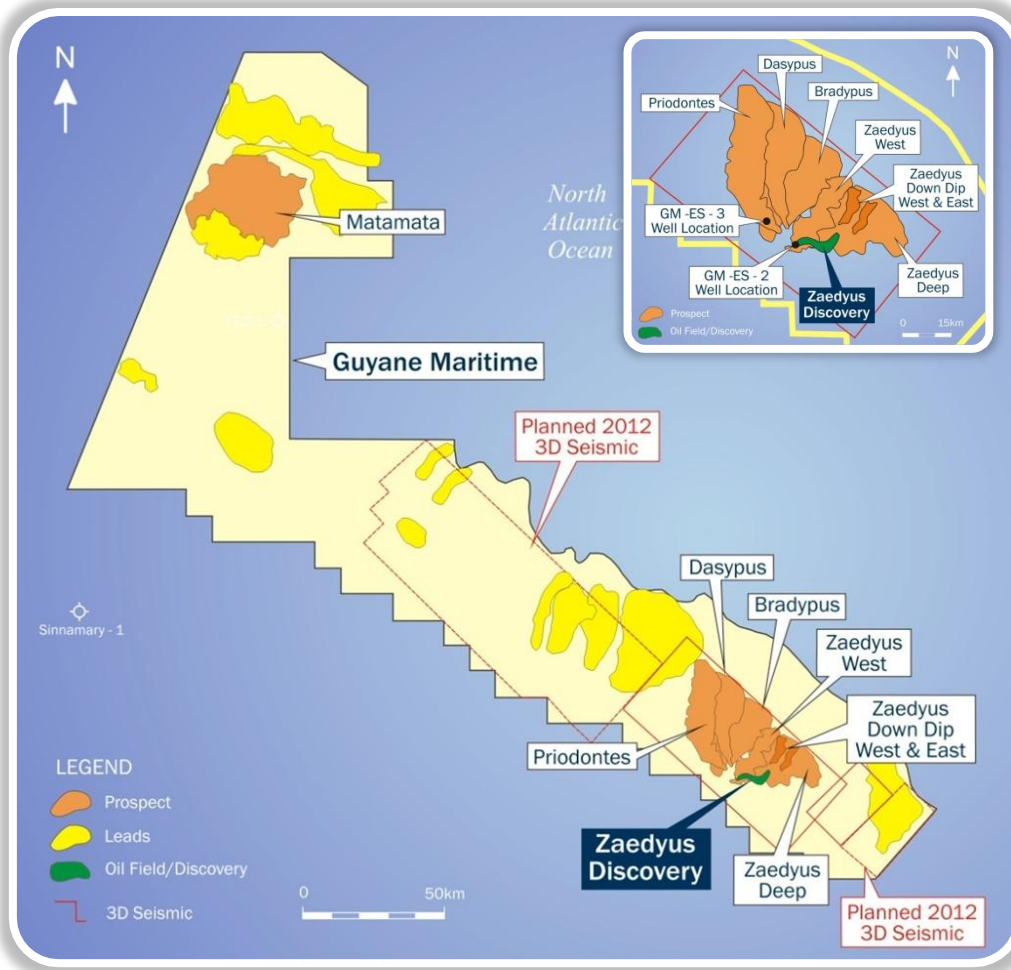 N
Matamata
North
Atlantic
Ocean
Guyane Maritime
Planned 2012
3D Seismic
Sinnamary - 1
Dasypus
Bradypus
Zaedyus
West
Zaedyus
Down Dip
West & East
Priodontes
Zaedyus
Discovery
Zaedyus
Deep
Planned 2012
3D Seismic
LEGEND
Prospect
Leads
Oil Field/Discovery
3D Seismic
0 50km
N
Dasypus
Priodontes
Bradypus
Zaedyus
West
Zaedyus
Down Dip
West & East
GM -ES - 3
Well Location
GM -ES - 2
Well Location
Zaedyus
Discovery
Zaedyus
Deep
Prospect
Oil Field/Discovery
0 15km